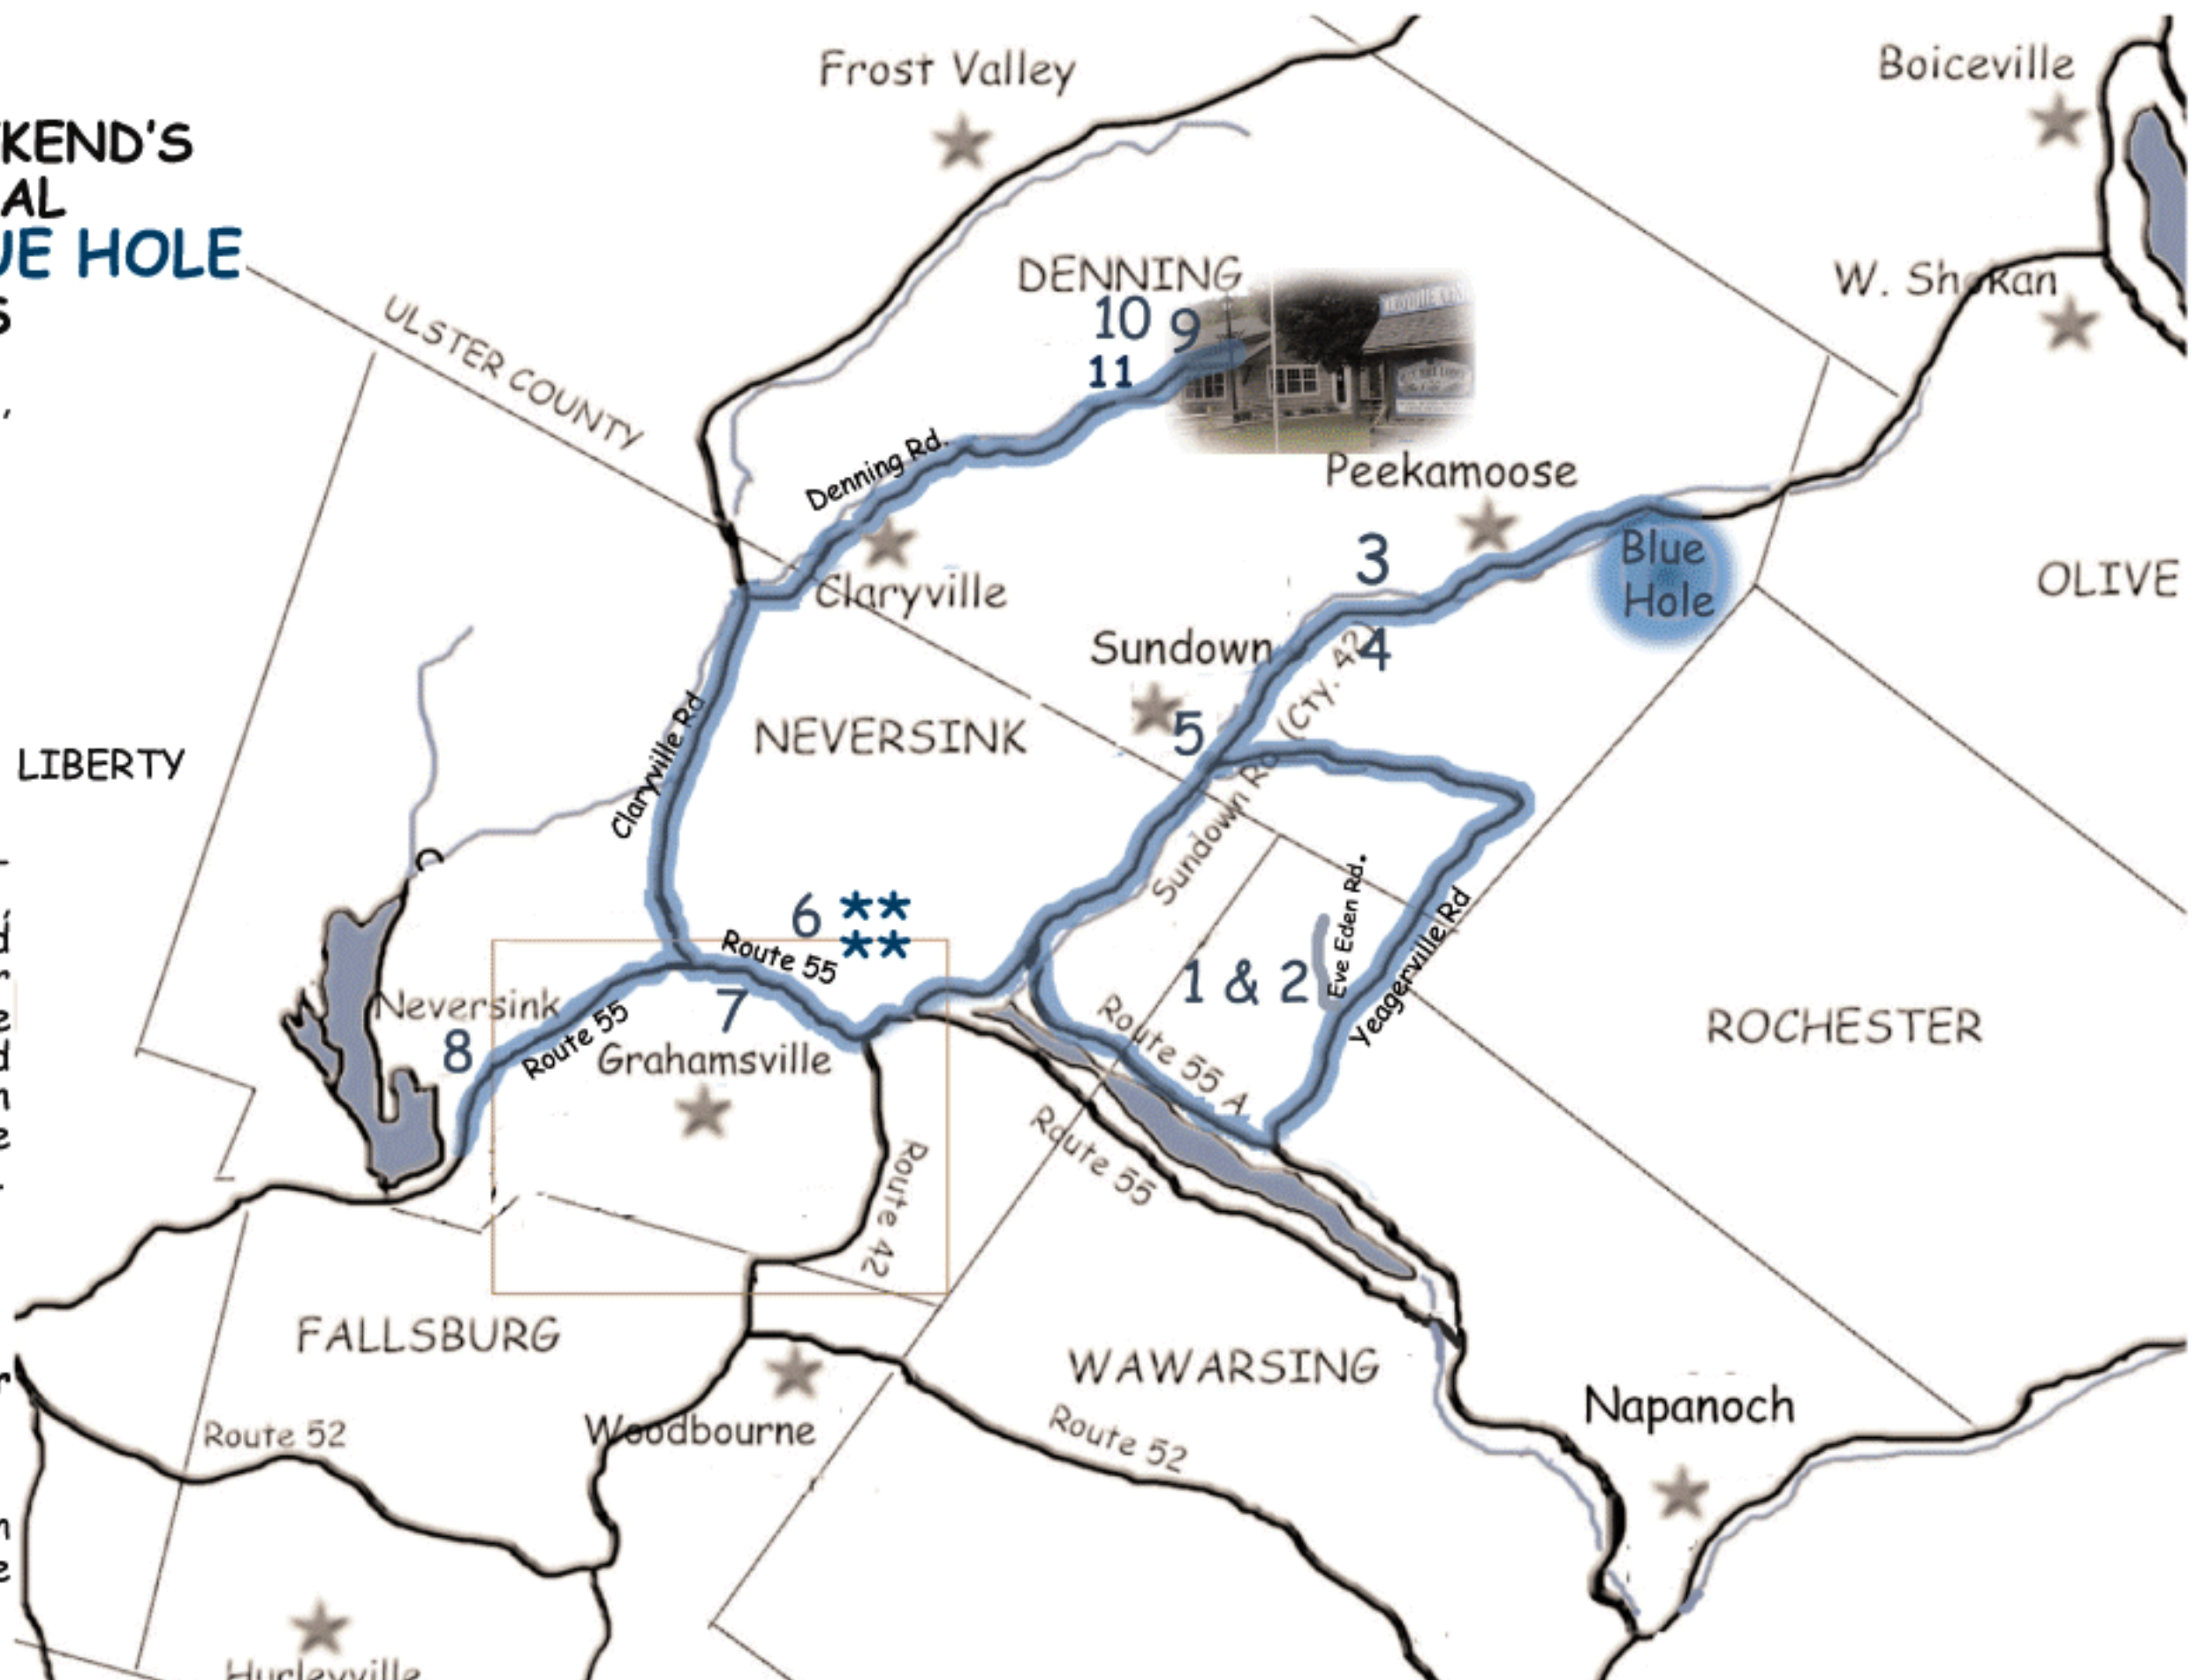 Frost Valley
Boiceville
KEND'S
AL
UE HOLE
S
W. Shokan
DENNING
10 9
11
ULSTER COUNTY
Denning Rd.
Peekamoose
Blue
Hole
3
OLIVE
Claryville
4
Sundown
5
Sundown Rd (Cty. 42)
Claryville Rd
NEVERSINK
LIBERTY
Eve Eden Rd.
Yeagerville Rd
6 **
**
Route 55
1 & 2
Neversink
7
8
Route 55
Grahamsville
Route 55 A
ROCHESTER
Route 55
Route 42
FALLSBURG
WAWARSING
Napanoch
Route 52
Woodbourne
Route 52
Hurleyville